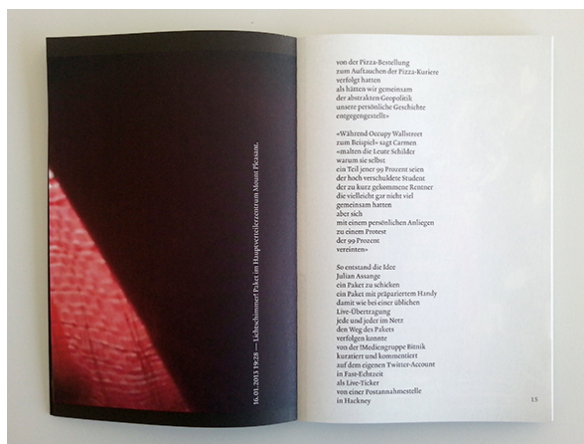 16.01.2013 19:28 — Lichtschimmer! Paket im Hauptverteilerzentrum Mount Pleasant.
von der Pizza-Bestellung
zum Auftauchen der Pizza-Kuriere
verfolgt hatten
als hätten wir gemeinsam
der abstrakten Geopolitik
unsere persönliche Geschichte
entgegengestellt»
«Während Occupy Wallstreet
zum Beispiel» sagt Carmen
«malten die Leute Schilder
warum sie selbst
ein Teil jener 99 Prozent seien
der hoch verschuldete Student
der zu kurz gekommene Rentner
die vielleicht gar nicht viel
gemeinsam hatten
aber sich
mit einem persönlichen Anliegen
zu einem Protest
der 99 Prozent
vereinten»
So entstand die Idee
Julian Assange
ein Paket zu schicken
ein Paket mit präpariertem Handy
damit wie bei einer üblichen
Live-Übertragung
jede und jeder im Netz
den Weg des Pakets
verfolgen konnte
von der !Mediengruppe Bitnik
kuratiert und kommentiert
auf dem eigenen Twitter-Account
in Fast-Echtzeit
als Live-Ticker
von einer Postannahmestelle
in Hackney
15